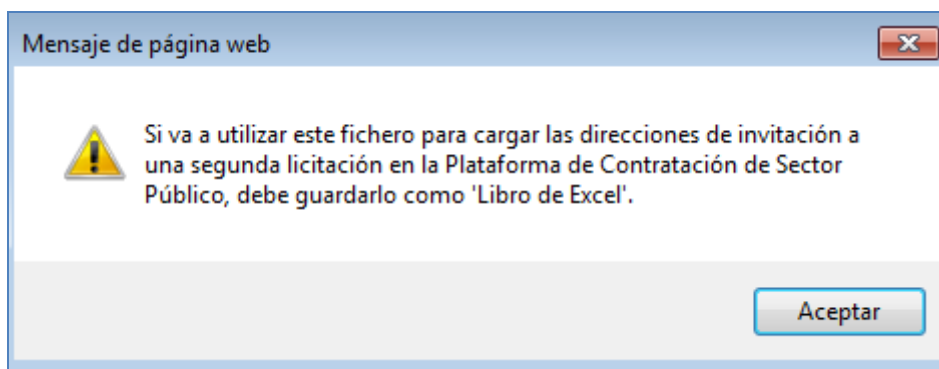 Mensaje de página web
Si va a utilizar este fichero para cargar las direcciones de invitación a
una segunda licitación en la Plataforma de Contratación de Sector
Público, debe guardarlo como 'Libro de Excel'.
Aceptar